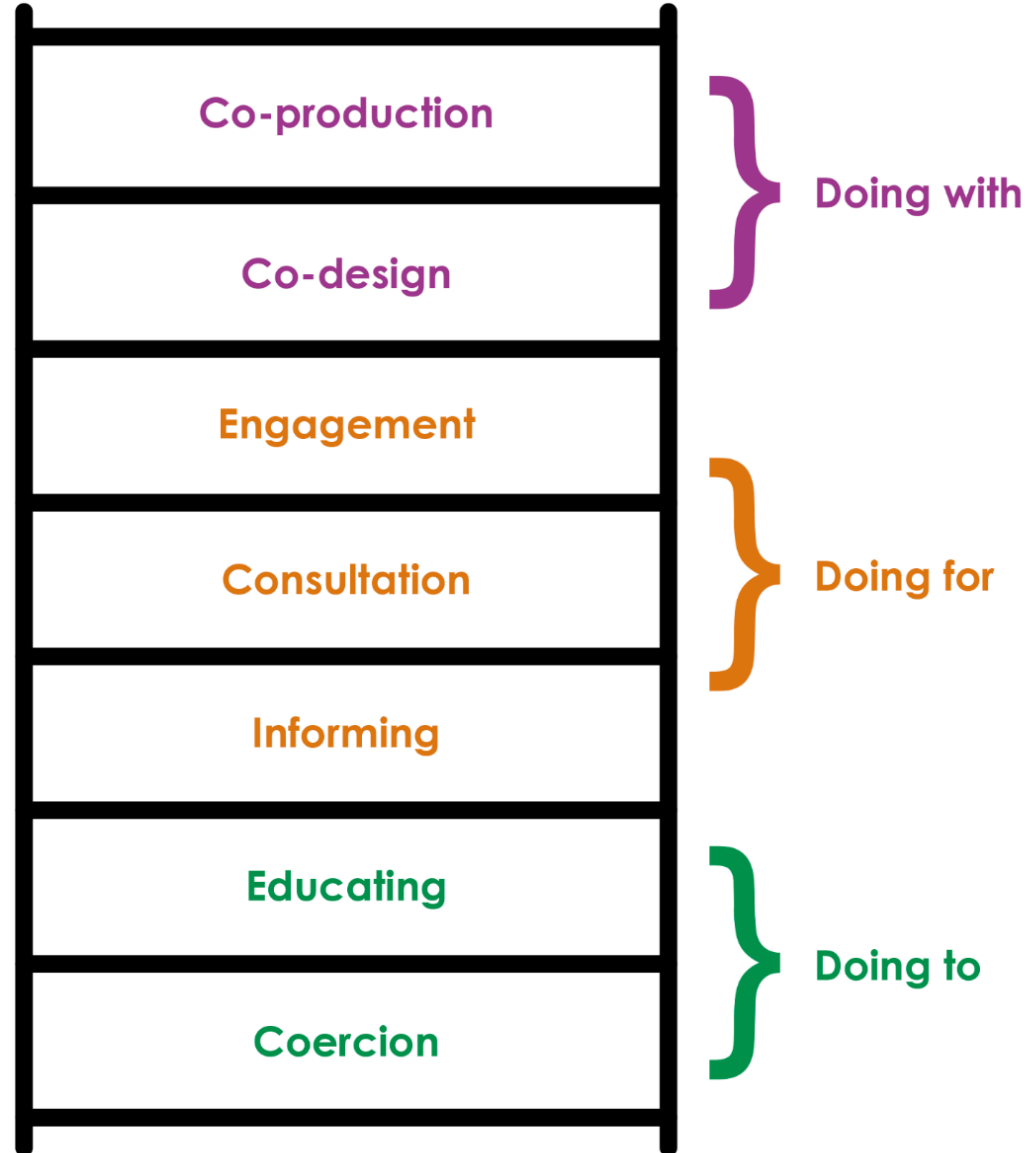 Co-production
Doing with
Co-design
Engagement
Consultation
Doing for
Informing
Educating
Doing to
Coercion